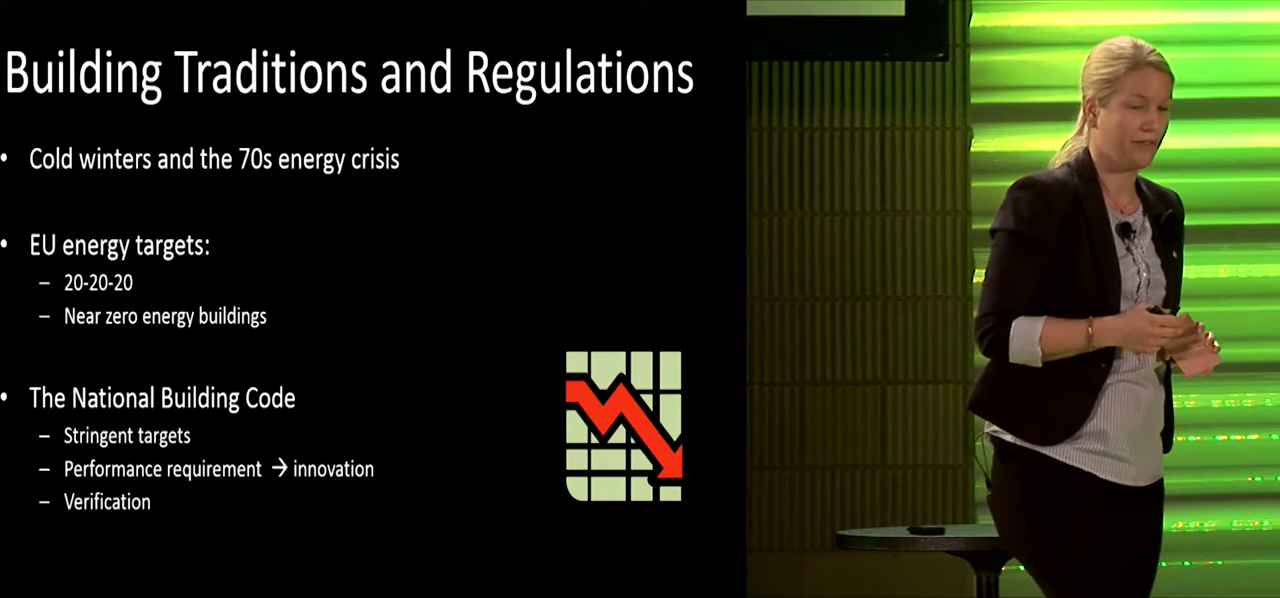 Building Traditions and Regulations
• Cold winters and the 70s energy crisis
• EU energy targets:
– 20-20-20
– Near zero energy buildings
• The National Building Code
– Stringent targets
– Performance requirement → innovation
– Verification